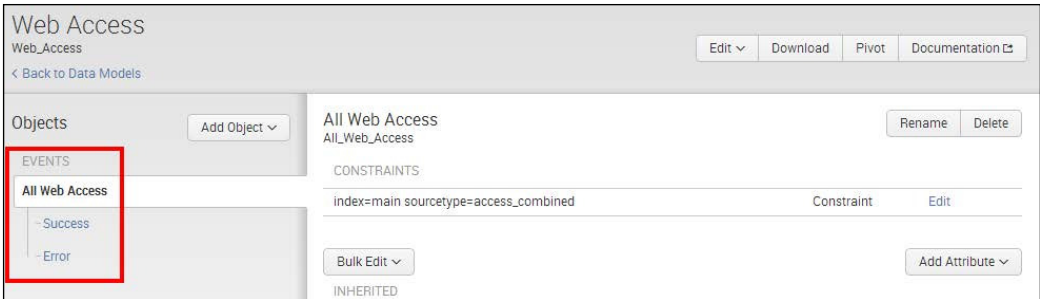 Web Access
Web_Access
Edit Download Pivot Documentation
< Back to Data Models
Objects
Add Object
EVENTS
All Web Access
Success
Error
All Web Access
All_Web_Access
Rename Delete
CONSTRAINTS
index=main sourcetype=access_combined Constraint Edit
Bulk Edit Add Attribute
INHERITED